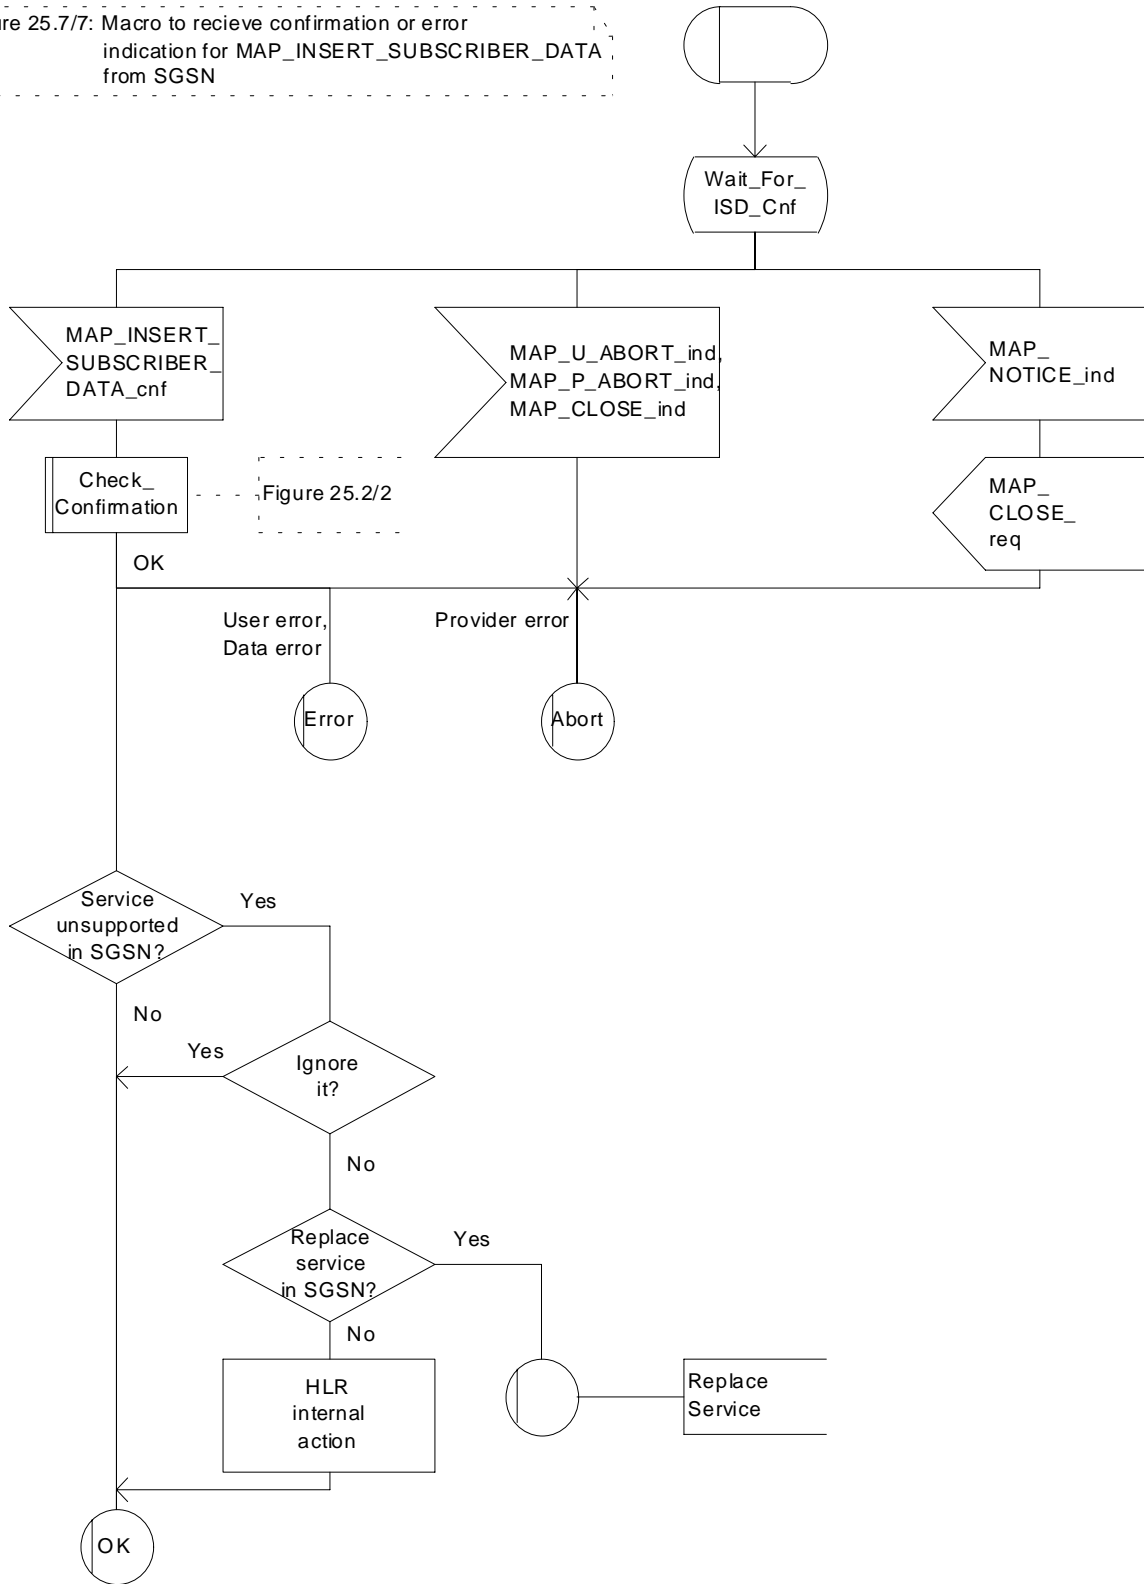 re 25.7/7: Macro to recieve confirmation or error
indication for MAP_INSERT_SUBSCRIBER_DATA
from SGSN
Wait_For_
ISD_Cnf
MAP_INSERT_
SUBSCRIBER_
DATA_cnf
MAP_U_ABORT_ind,
MAP_P_ABORT_ind,
MAP_CLOSE_ind
MAP_
NOTICE_ind
Check_
Confirmation
Figure 25.2/2
MAP_
CLOSE_
req
OK
User error,
Data error
Provider error
Error
Abort
Service
unsupported
in SGSN?
Yes
No
Yes
Ignore
it?
No
Replace
service
in SGSN?
Yes
No
HLR
internal
action
Replace
Service
OK